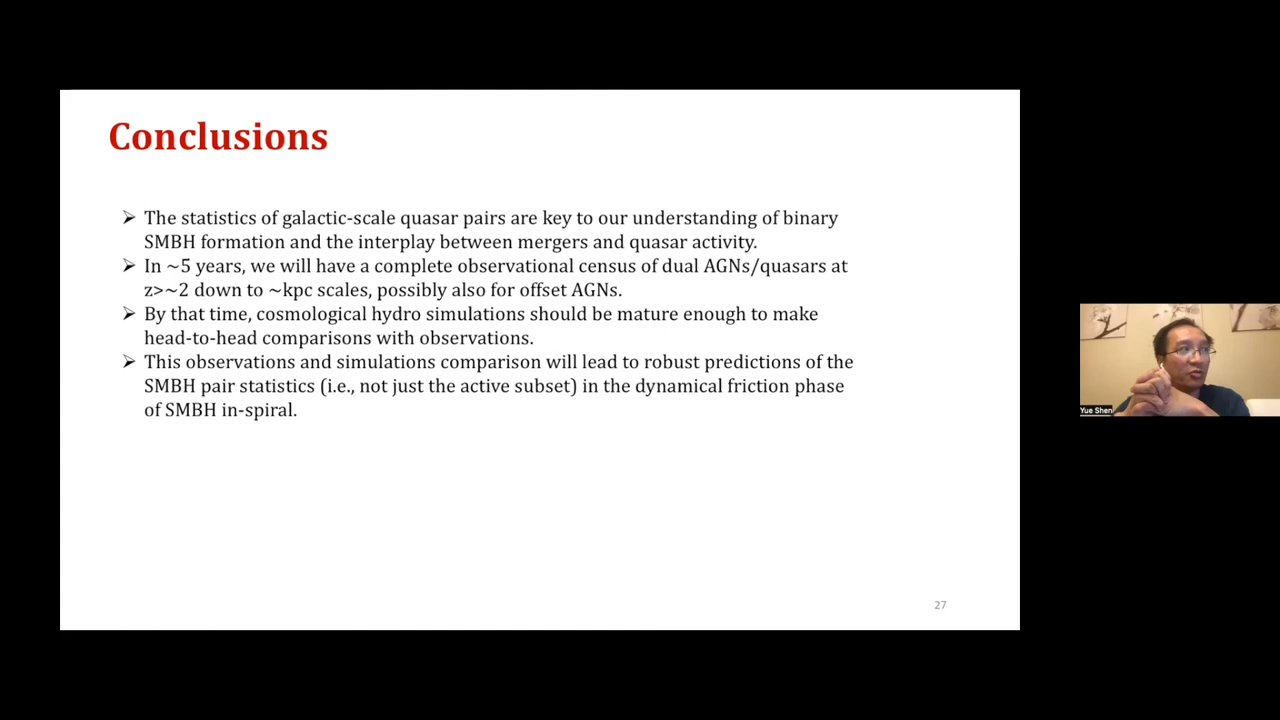 Conclusions
➢ The statistics of galactic-scale quasar pairs are key to our understanding of binary
SMBH formation and the interplay between mergers and quasar activity.
➢ In ~5 years, we will have a complete observational census of dual AGNs/quasars at
z>~2 down to ~kpc scales, possibly also for offset AGNs.
➢ By that time, cosmological hydro simulations should be mature enough to make
head-to-head comparisons with observations.
➢ This observations and simulations comparison will lead to robust predictions of the
SMBH pair statistics (i.e., not just the active subset) in the dynamical friction phase
of SMBH in-spiral.
27
Yue Shen